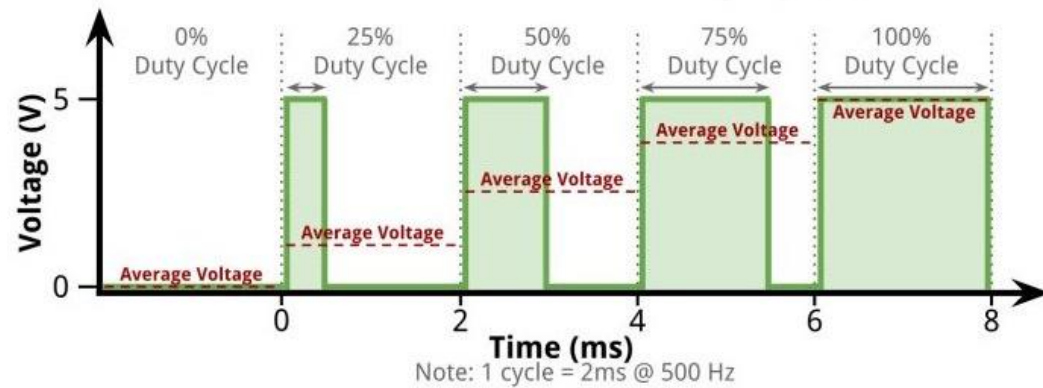 0%
Duty Cycle
25%
Duty Cycle
50%
Duty Cycle
75%
Duty Cycle
100%
Duty Cycle
Voltage (V)
5
0
Average Voltage
Average Voltage
Average Voltage
Average Voltage
Average Voltage
0 2 4 6 8
Time (ms)
Note: 1 cycle = 2ms @ 500 Hz